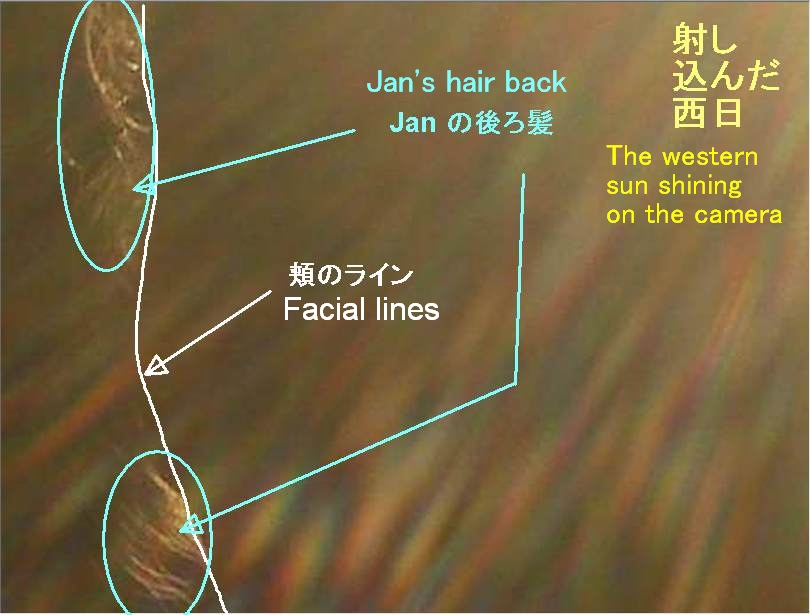 射し
込んだ
西日
The western
sun shining
on the camera
Jan's hair back
Jan の後ろ髪
頬のライン
Facial lines